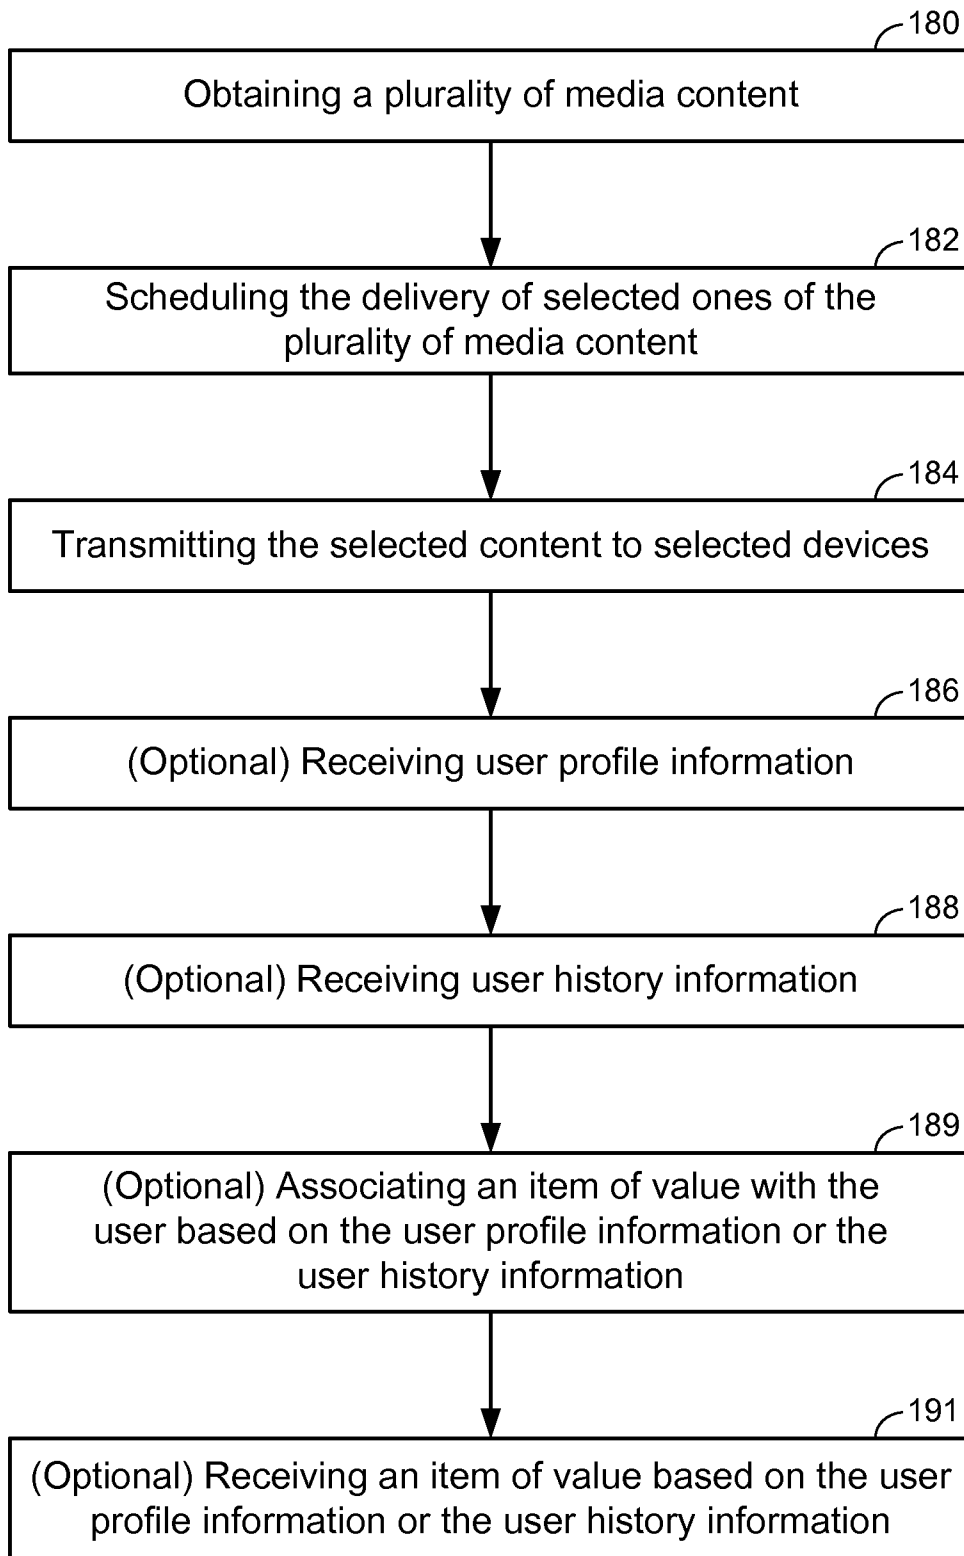 180
Obtaining a plurality of media content
182
Scheduling the delivery of selected ones of the
plurality of media content
184
Transmitting the selected content to selected devices
186
(Optional) Receiving user profile information
188
(Optional) Receiving user history information
189
(Optional) Associating an item of value with the
user based on the user profile information or the
user history information
191
(Optional) Receiving an item of value based on the user
profile information or the user history information